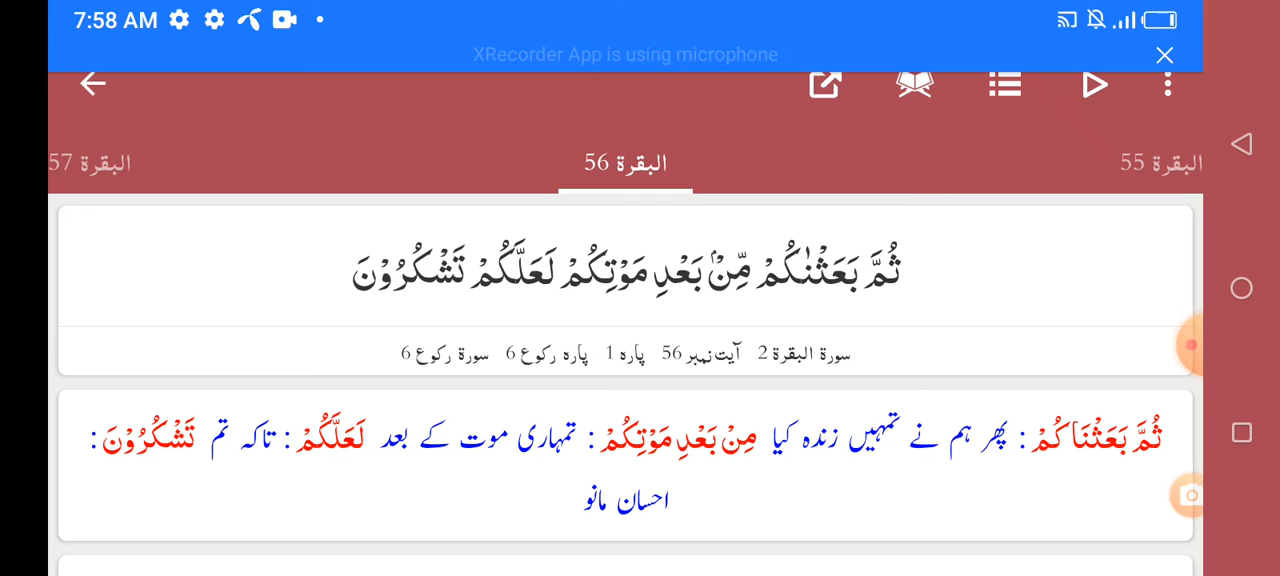 7:58 AM
XRecorder App is using microphone
البقرة 55
البقرة 56
البقرة 57
ثُمَّ بَعَثْنٰكُمْ مِّنْۢ بَعْدِ مَوْتِكُمْ لَعَلَّكُمْ تَشْكُرُوْنَ
سورة البقرة 2 آیت نمبر 56 پارہ 1 پارہ رکوع 6 سورۃ رکوع 6
ثُمَّ بَعَثْنَاكُمْ : پھر ہم نے تمہیں زندہ کیا مِنْ بَعْدِ مَوْتِكُمْ : تمہاری موت کے بعد لَعَلَّكُمْ : تاکہ تم تَشْكُرُوْنَ :
احسان مانو